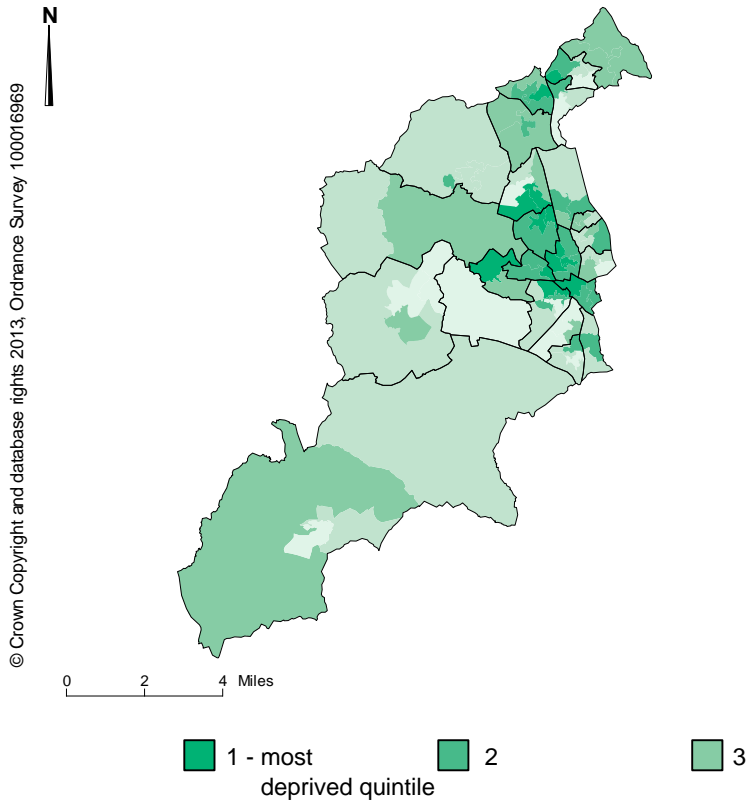 N
© Crown Copyright and database rights 2013, Ordnance Survey 100016969
0 2 4 Miles
1 - most 2 3
deprived quintile